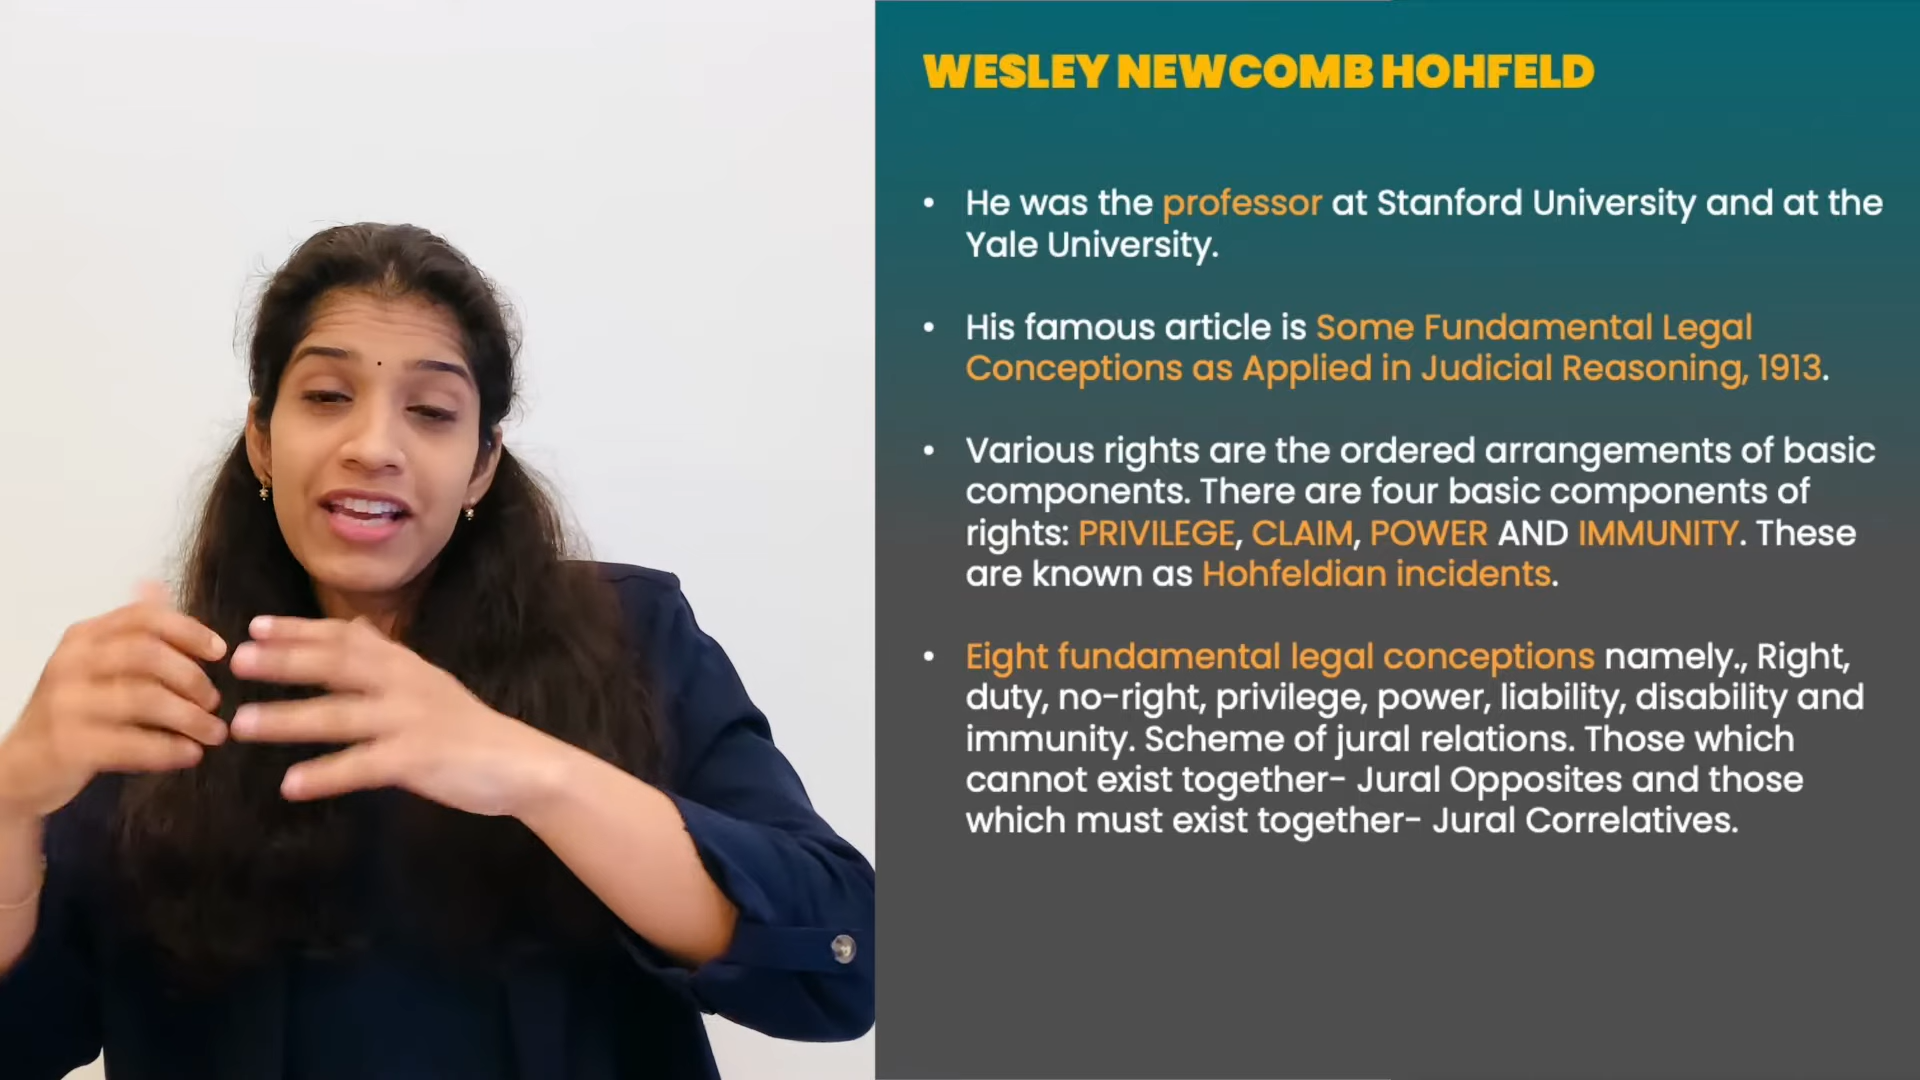 WESLEY NEWCOMB HOHFELD
• He was the professor at Stanford University and at the
Yale University.
• His famous article is Some Fundamental Legal
Conceptions as Applied in Judicial Reasoning, 1913.
• Various rights are the ordered arrangements of basic
components. There are four basic components of
rights: PRIVILEGE, CLAIM, POWER AND IMMUNITY. These
are known as Hohfeldian incidents.
• Eight fundamental legal conceptions namely., Right,
duty, no-right, privilege, power, liability, disability and
immunity. Scheme of jural relations. Those which
cannot exist together- Jural Opposites and those
which must exist together- Jural Correlatives.